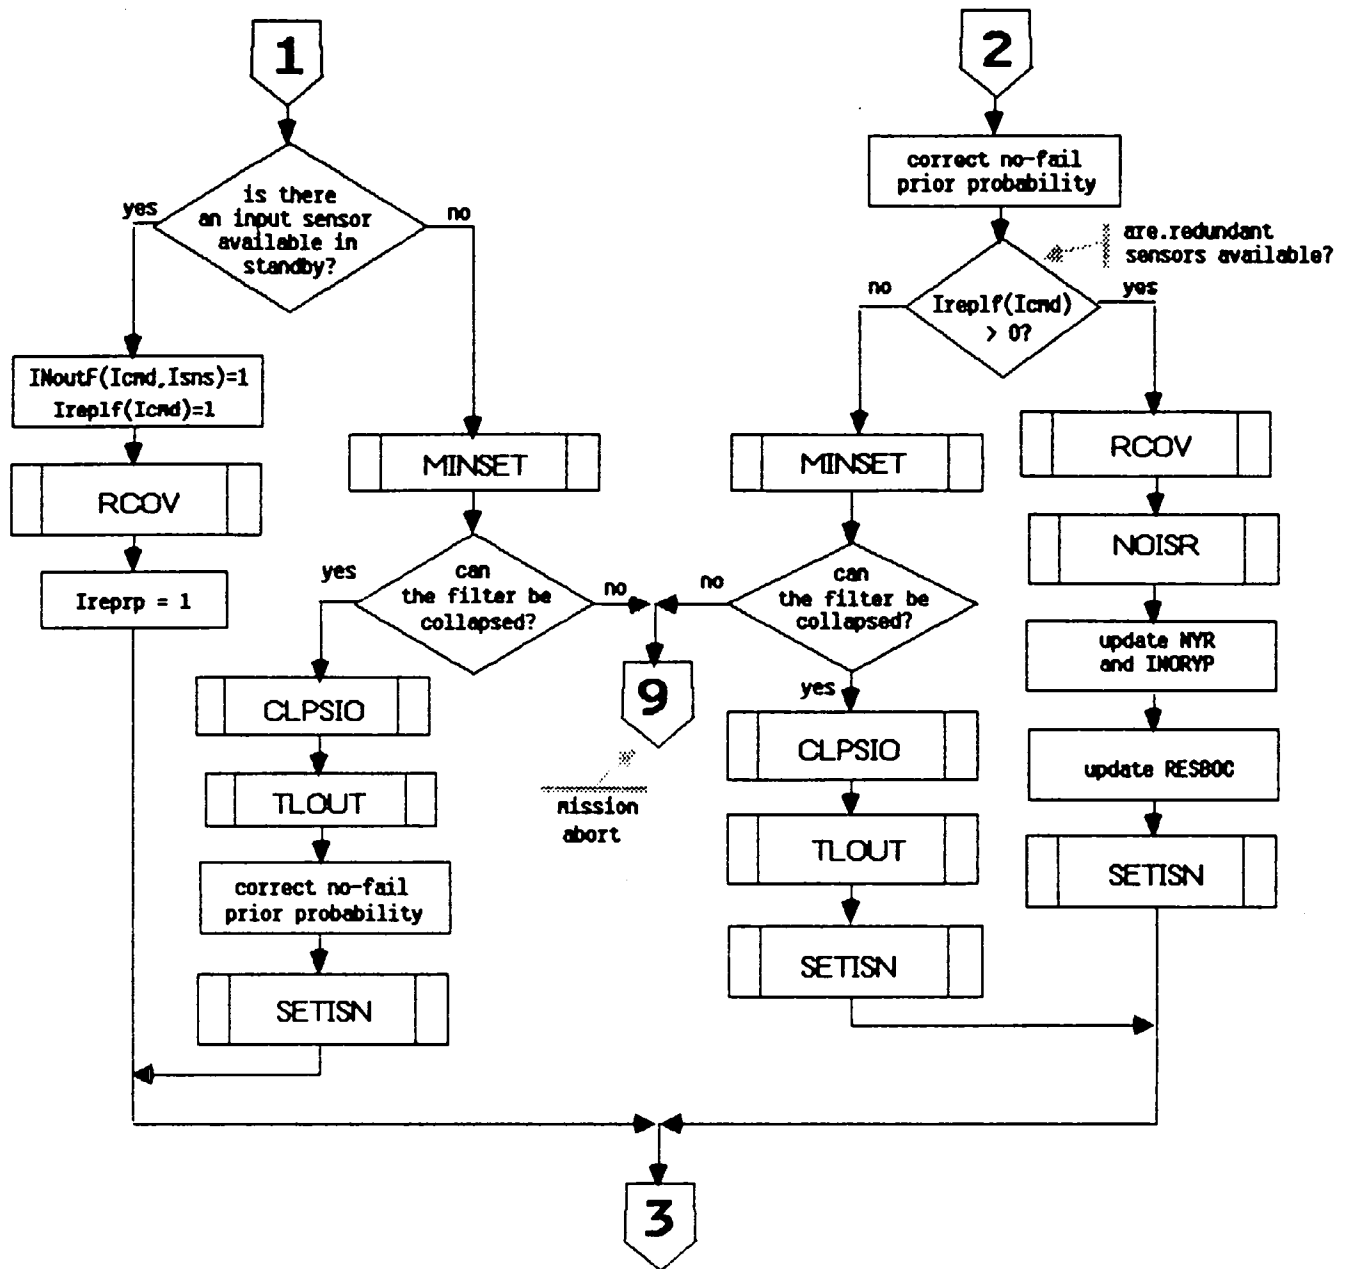 1
is there
an input sensor
available in
standby?
yes
no
INoutF(Icmd,Isns)=1
Ireplf(Icmd)=1
RCOV
Ireprp = 1
MINSET
can
the filter be
collapsed?
yes
no
CLPSIO
TLOUT
correct no-fail
prior probability
SETISN
9
mission
abort
2
correct no-fail
prior probability
are.redundant
sensors available?
Ireplf(Icmd)
> 0?
no
yes
MINSET
can
the filter be
collapsed?
no
yes
CLPSIO
TLOUT
SETISN
RCOV
NOISR
update NYR
and INORYP
update RESBOC
SETISN
3